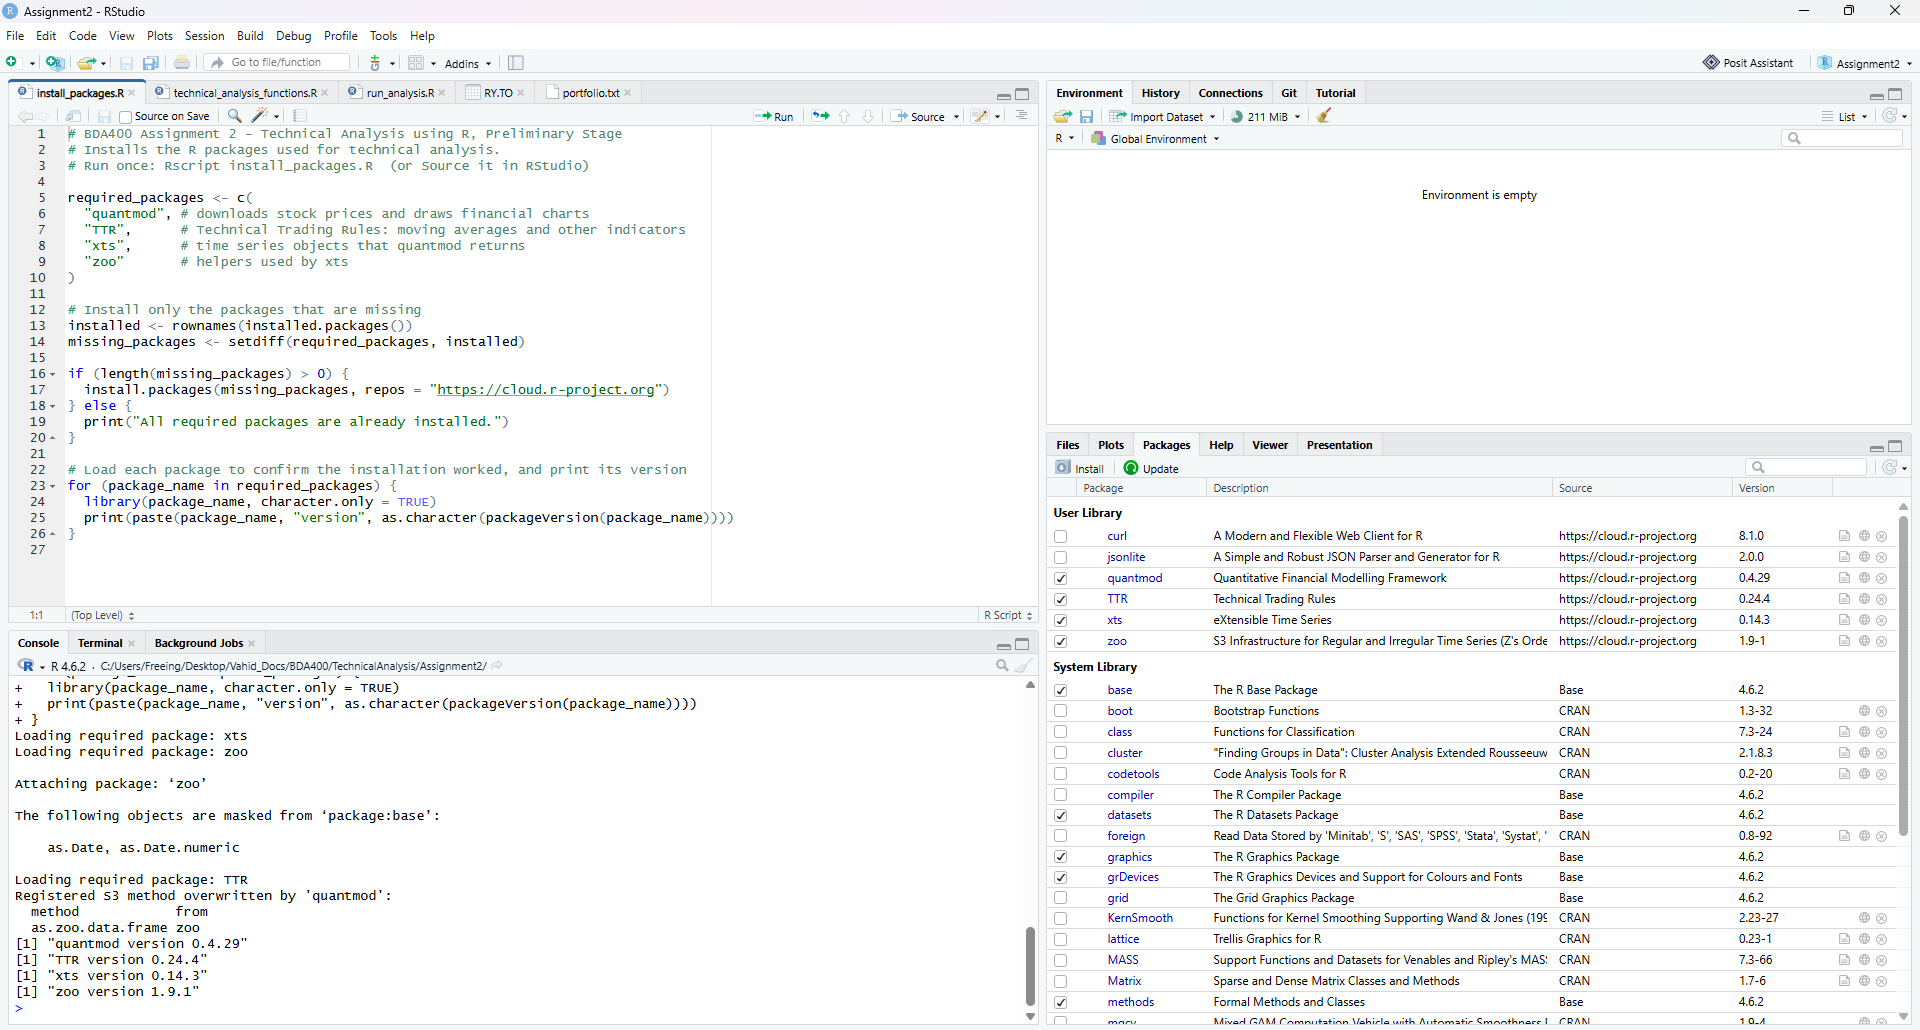 Assignment2 - RStudio
File Edit Code View Plots Session Build Debug Profile Tools Help
Go to file/function Addins Posit Assistant Assignment2
install_packages.R technical_analysis_functions.R run_analysis.R RY.TO portfolio.txt
Source on Save Run Source
1 # BDA400 Assignment 2 - Technical Analysis using R, Preliminary Stage
2 # Installs the R packages used for technical analysis.
3 # Run once: Rscript install_packages.R (or Source it in RStudio)
4
5 required_packages <- c(
6 "quantmod", # downloads stock prices and draws financial charts
7 "TTR", # Technical Trading Rules: moving averages and other indicators
8 "xts", # time series objects that quantmod returns
9 "zoo" # helpers used by xts
10 )
11
12 # Install only the packages that are missing
13 installed <- rownames(installed.packages())
14 missing_packages <- setdiff(required_packages, installed)
15
16 if (length(missing_packages) > 0) {
17 install.packages(missing_packages, repos = "https://cloud.r-project.org")
18 } else {
19 print("All required packages are already installed.")
20 }
21
22 # Load each package to confirm the installation worked, and print its version
23 for (package_name in required_packages) {
24 library(package_name, character.only = TRUE)
25 print(paste(package_name, "version", as.character(packageVersion(package_name))))
26 }
27
1:1 (Top Level) R Script
Console Terminal Background Jobs
R 4.6.2 · C:/Users/Freeing/Desktop/Vahid_Docs/BDA400/TechnicalAnalysis/Assignment2/
+ library(package_name, character.only = TRUE)
+ print(paste(package_name, "version", as.character(packageVersion(package_name))))
+ }
Loading required package: xts
Loading required package: zoo
Attaching package: ‘zoo’
The following objects are masked from ‘package:base’:
as.Date, as.Date.numeric
Loading required package: TTR
Registered S3 method overwritten by 'quantmod':
method from
as.zoo.data.frame zoo
[1] "quantmod version 0.4.29"
[1] "TTR version 0.24.4"
[1] "xts version 0.14.3"
[1] "zoo version 1.9.1"
>
Environment History Connections Git Tutorial
Import Dataset 211 MiB List
R Global Environment
Environment is empty
Files Plots Packages Help Viewer Presentation
Install Update
Package Description Source Version
User Library
curl A Modern and Flexible Web Client for R https://cloud.r-project.org 8.1.0
jsonlite A Simple and Robust JSON Parser and Generator for R https://cloud.r-project.org 2.0.0
quantmod Quantitative Financial Modelling Framework https://cloud.r-project.org 0.4.29
TTR Technical Trading Rules https://cloud.r-project.org 0.24.4
xts eXtensible Time Series https://cloud.r-project.org 0.14.3
zoo S3 Infrastructure for Regular and Irregular Time Series (Z's Orde https://cloud.r-project.org 1.9-1
System Library
base The R Base Package Base 4.6.2
boot Bootstrap Functions CRAN 1.3-32
class Functions for Classification CRAN 7.3-24
cluster "Finding Groups in Data": Cluster Analysis Extended Rousseeuw CRAN 2.1.8.3
codetools Code Analysis Tools for R CRAN 0.2-20
compiler The R Compiler Package Base 4.6.2
datasets The R Datasets Package Base 4.6.2
foreign Read Data Stored by 'Minitab', 'S', 'SAS', 'SPSS', 'Stata', 'Systat', ' CRAN 0.8-92
graphics The R Graphics Package Base 4.6.2
grDevices The R Graphics Devices and Support for Colours and Fonts Base 4.6.2
grid The Grid Graphics Package Base 4.6.2
KernSmooth Functions for Kernel Smoothing Supporting Wand & Jones (199 CRAN 2.23-27
lattice Trellis Graphics for R CRAN 0.23-1
MASS Support Functions and Datasets for Venables and Ripley's MAS CRAN 7.3-66
Matrix Sparse and Dense Matrix Classes and Methods CRAN 1.7-6
methods Formal Methods and Classes Base 4.6.2
mgcv Mixed GAM Computation Vehicle with Automatic Smoothness CRAN 1.9-4